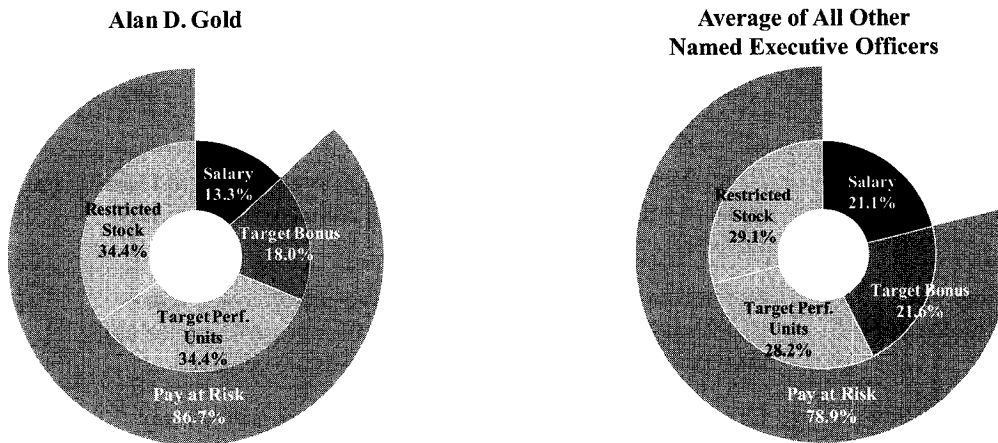 Alan D. Gold
Salary
13.3%
Target Bonus
18.0%
Target Perf.
Units
34.4%
Restricted
Stock
34.4%
Pay at Risk
86.7%
Average of All Other
Named Executive Officers
Salary
21.1%
Target Bonus
21.6%
Target Perf.
Units
28.2%
Restricted
Stock
29.1%
Pay at Risk
78.9%